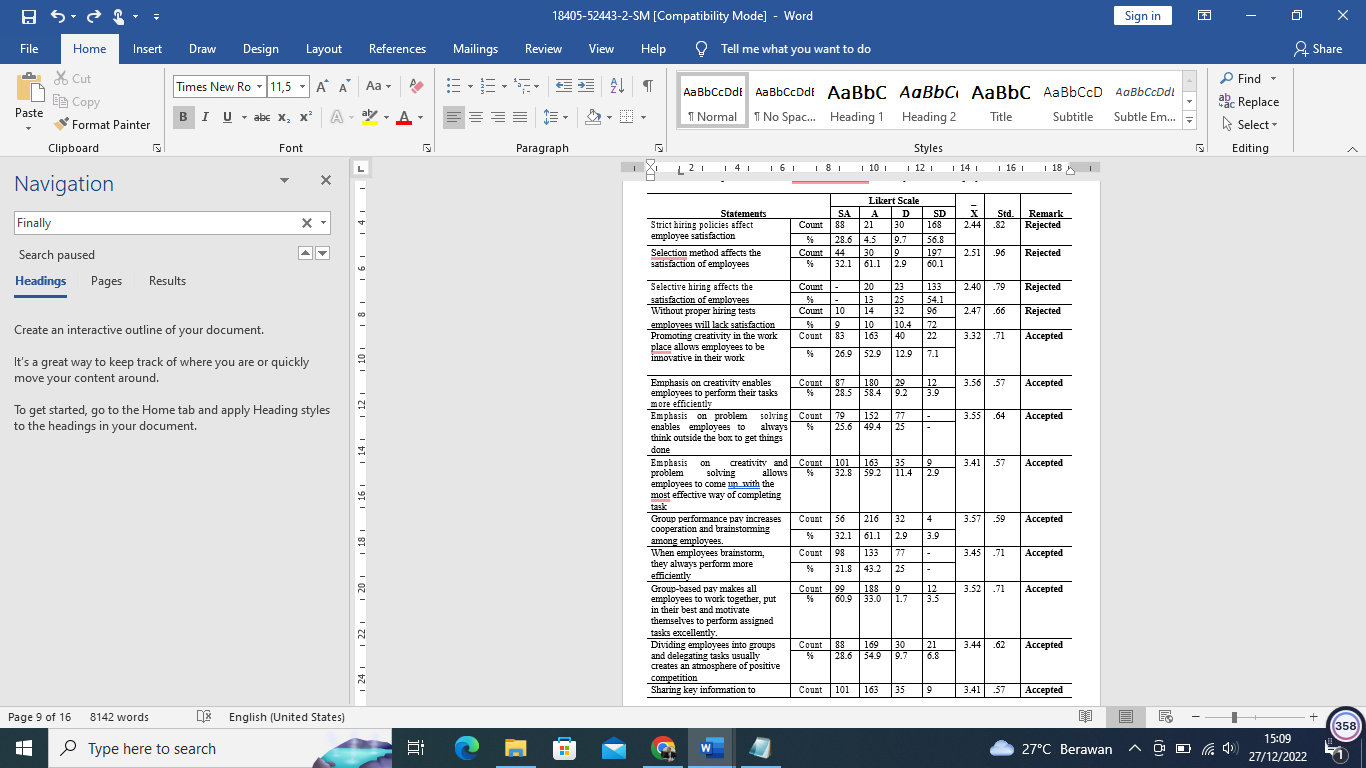 18405-52443-2-SM [Compatibility Mode] - Word
Sign in
File Home Insert Draw Design Layout References Mailings Review View Help Tell me what you want to do Share
Paste
Cut
Copy
Format Painter
Clipboard
Times New Ro 11,5
Font
Paragraph
AaBbCcDdE AaBbCcDdE AaBbC AaBbCc AaBbC AaBbCcD AaBbCcDdE
¶ Normal ¶ No Spac... Heading 1 Heading 2 Title Subtitle Subtle Em...
Styles
Find
Replace
Select
Editing
Navigation
Finally
Search paused
Headings Pages Results
Create an interactive outline of your document.
It's a great way to keep track of where you are or quickly
move your content around.
To get started, go to the Home tab and apply Heading styles
to the headings in your document.
2 4 6 8 10 12 14 16 18
4
6
8
10
12
14
16
18
20
22
24
Likert Scale
Statements SA A D SD X Std. Remark
Strict hiring policies affect Count 88 21 30 168 2.44 .82 Rejected
employee satisfaction % 28.6 4.5 9.7 56.8
Selection method affects the Count 44 30 9 197 2.51 .96 Rejected
satisfaction of employees % 32.1 61.1 2.9 60.1
Selective hiring affects the Count - 20 23 133 2.40 .79 Rejected
satisfaction of employees % - 13 25 54.1
Without proper hiring tests Count 10 14 32 96 2.47 .66 Rejected
employees will lack satisfaction % 9 10 10.4 72
Promoting creativity in the work Count 83 163 40 22 3.32 .71 Accepted
place allows employees to be % 26.9 52.9 12.9 7.1
innovative in their work
Emphasis on creativity enables Count 87 180 29 12 3.56 .57 Accepted
employees to perform their tasks % 28.5 58.4 9.2 3.9
more efficiently
Emphasis on problem solving Count 79 152 77 - 3.55 .64 Accepted
enables employees to always % 25.6 49.4 25 -
think outside the box to get things
done
Emphasis on creativity and Count 101 163 35 9 3.41 .57 Accepted
problem solving allows % 32.8 59.2 11.4 2.9
employees to come up with the
most effective way of completing
task
Group performance pay increases Count 56 216 32 4 3.57 .59 Accepted
cooperation and brainstorming % 32.1 61.1 2.9 3.9
among employees.
When employees brainstorm, Count 98 133 77 - 3.45 .71 Accepted
they always perform more % 31.8 43.2 25 -
efficiently
Group-based pay makes all Count 99 188 9 12 3.52 .71 Accepted
employees to work together, put % 60.9 33.0 1.7 3.5
in their best and motivate
themselves to perform assigned
tasks excellently.
Dividing employees into groups Count 88 169 30 21 3.44 .62 Accepted
and delegating tasks usually % 28.6 54.9 9.7 6.8
creates an atmosphere of positive
competition
Sharing key information to Count 101 163 35 9 3.41 .57 Accepted
Page 9 of 16 8142 words English (United States)
358
Type here to search
27°C Berawan
15:09
27/12/2022
1